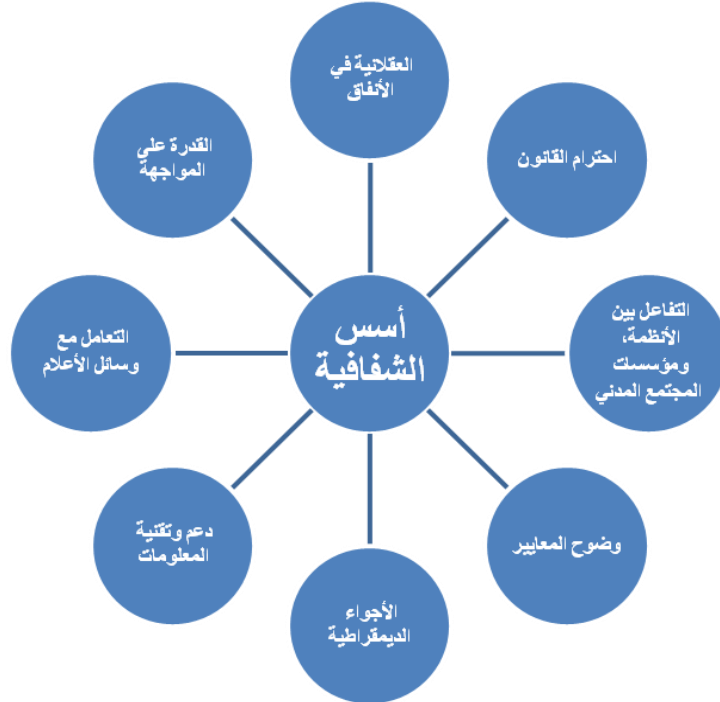 أسس
الشفافية
العقلانية في
الأنفاق
احترام القانون
التفاعل بين
الأنظمة،
ومؤسسات
المجتمع المدني
وضوح المعايير
الأجواء
الديمقراطية
دعم وتقنية
المعلومات
التعامل مع
وسائل الأعلام
القدرة على
المواجهة